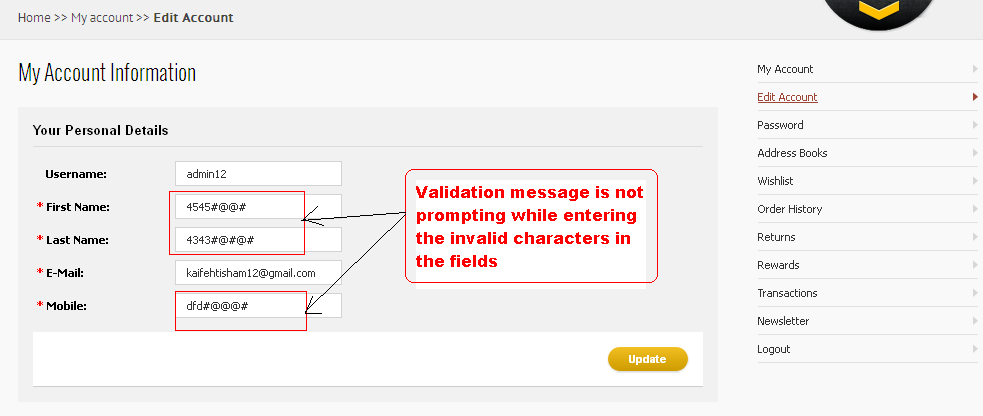 Home >> My account >> Edit Account
My Account Information
Your Personal Details
Username: admin12
* First Name: 4545#@@#
* Last Name: 4343#@#@#
* E-Mail: kaifehtisham12@gmail.com
* Mobile: dfd#@@@#
Validation message is not
prompting while entering
the invalid characters in
the fields
Update
My Account
Edit Account
Password
Address Books
Wishlist
Order History
Returns
Rewards
Transactions
Newsletter
Logout